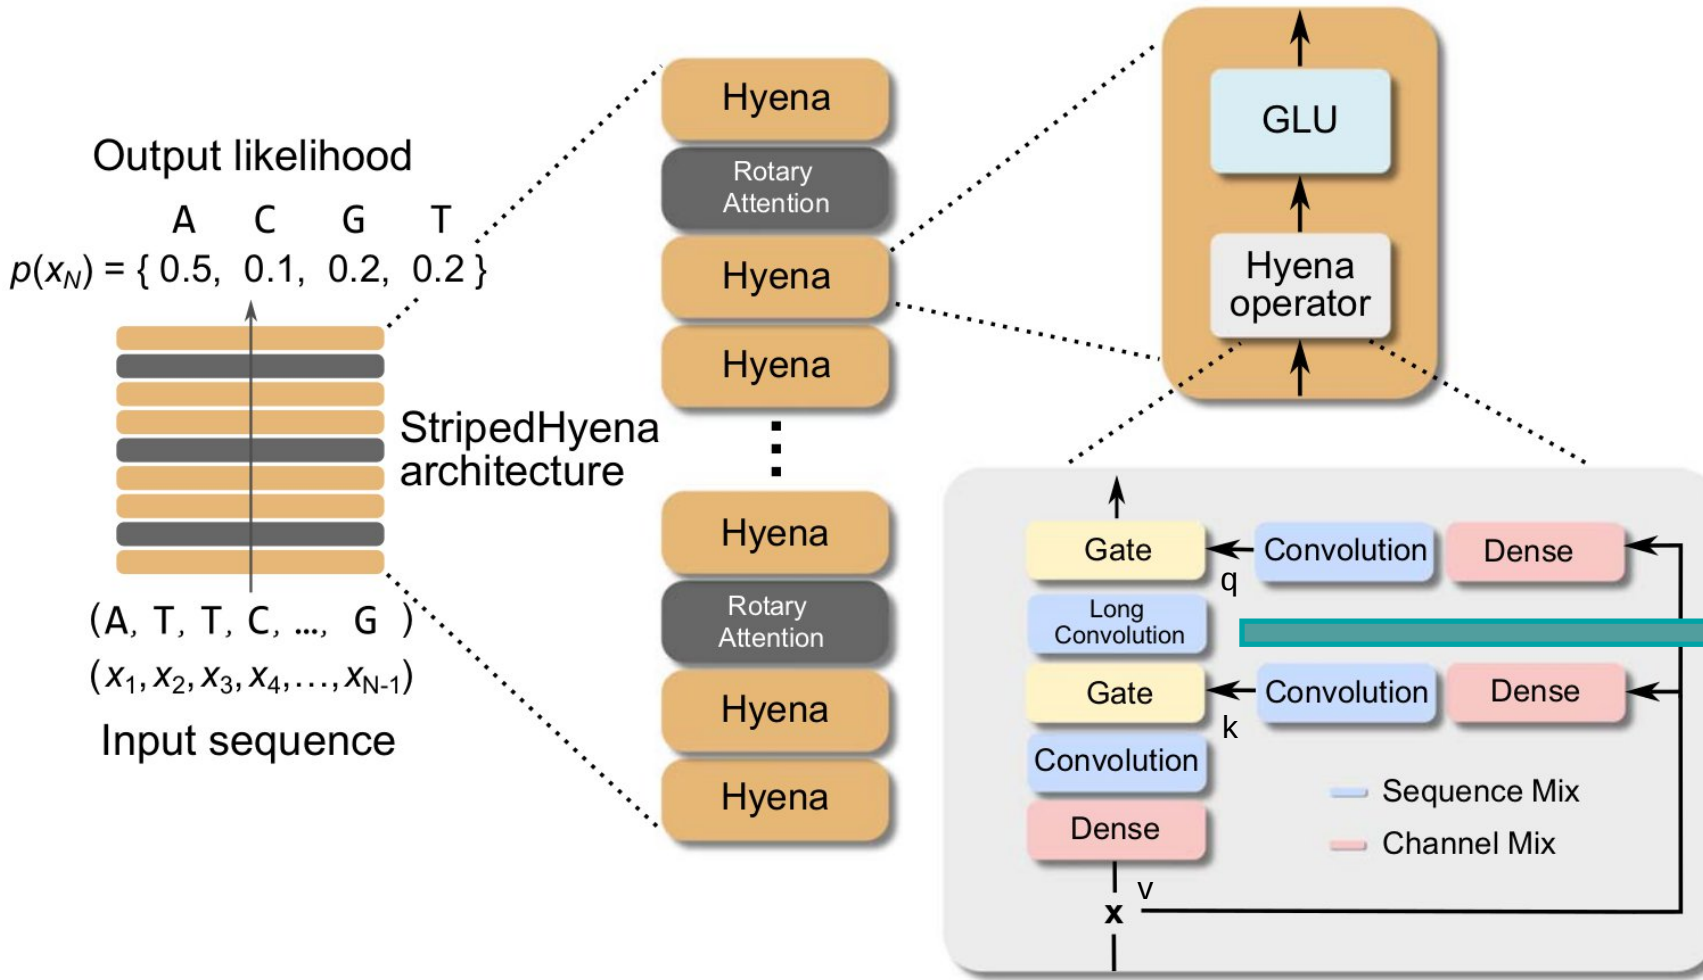 Output likelihood
A C G T
p(xN) = { 0.5, 0.1, 0.2, 0.2 }
StripedHyena
architecture
(A, T, T, C, ..., G )
(x1, x2, x3, x4,..., xN-1)
Input sequence
Hyena
Rotary
Attention
Hyena
Hyena
Hyena
Rotary
Attention
Hyena
Hyena
GLU
Hyena
operator
Gate
q
Convolution
Dense
Long
Convolution
Gate
k
Convolution
Dense
Convolution
Dense
v
x
Sequence Mix
Channel Mix